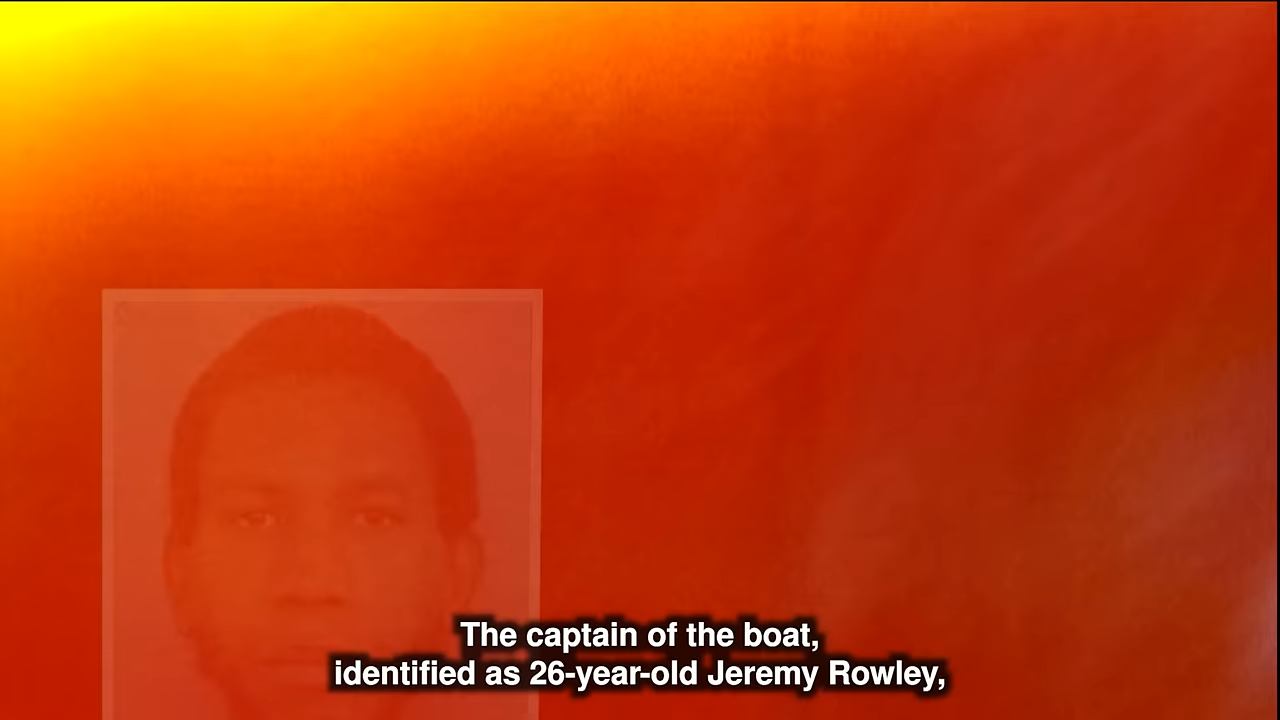 The captain of the boat,
identified as 26-year-old Jeremy Rowley,